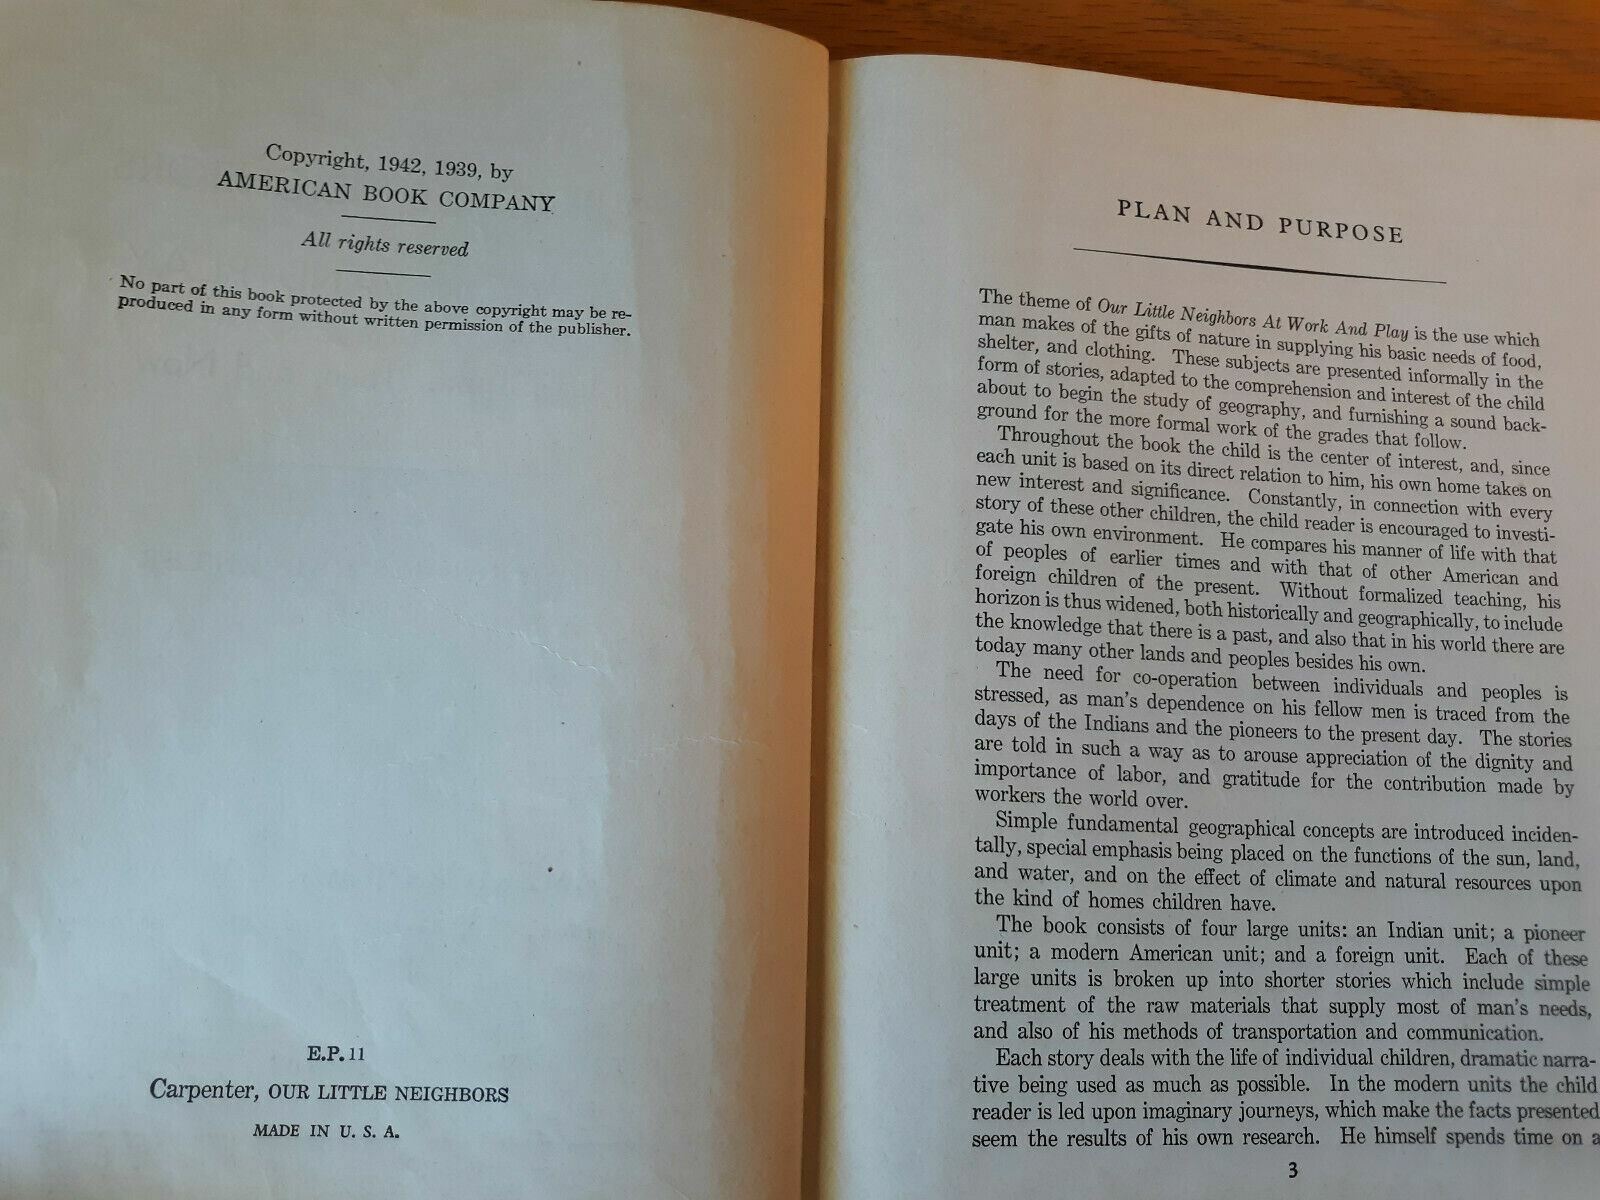 Copyright, 1942, 1939, by
AMERICAN BOOK COMPANY
All rights reserved
No part of this book protected by the above copyright may be re-
produced in any form without written permission of the publisher.
E.P. 11
Carpenter, OUR LITTLE NEIGHBORS
MADE IN U. S. A.
PLAN AND PURPOSE
The theme of Our Little Neighbors At Work And Play is the use which
man makes of the gifts of nature in supplying his basic needs of food,
shelter, and clothing. These subjects are presented informally in the
form of stories, adapted to the comprehension and interest of the child
about to begin the study of geography, and furnishing a sound back-
ground for the more formal work of the grades that follow.
Throughout the book the child is the center of interest, and, since
each unit is based on its direct relation to him, his own home takes on
new interest and significance. Constantly, in connection with every
story of these other children, the child reader is encouraged to investi-
gate his own environment. He compares his manner of life with that
of peoples of earlier times and with that of other American and
foreign children of the present. Without formalized teaching, his
horizon is thus widened, both historically and geographically, to include
the knowledge that there is a past, and also that in his world there are
today many other lands and peoples besides his own.
The need for co-operation between individuals and peoples is
stressed, as man's dependence on his fellow men is traced from the
days of the Indians and the pioneers to the present day. The stories
are told in such a way as to arouse appreciation of the dignity and
importance of labor, and gratitude for the contribution made by
workers the world over.
Simple fundamental geographical concepts are introduced inciden-
tally, special emphasis being placed on the functions of the sun, land,
and water, and on the effect of climate and natural resources upon
the kind of homes children have.
The book consists of four large units: an Indian unit; a pioneer
unit; a modern American unit; and a foreign unit. Each of these
large units is broken up into shorter stories which include simple
treatment of the raw materials that supply most of man's needs,
and also of his methods of transportation and communication.
Each story deals with the life of individual children, dramatic narra-
tive being used as much as possible. In the modern units the child
reader is led upon imaginary journeys, which make the facts presented
seem the results of his own research. He himself spends time on a
3